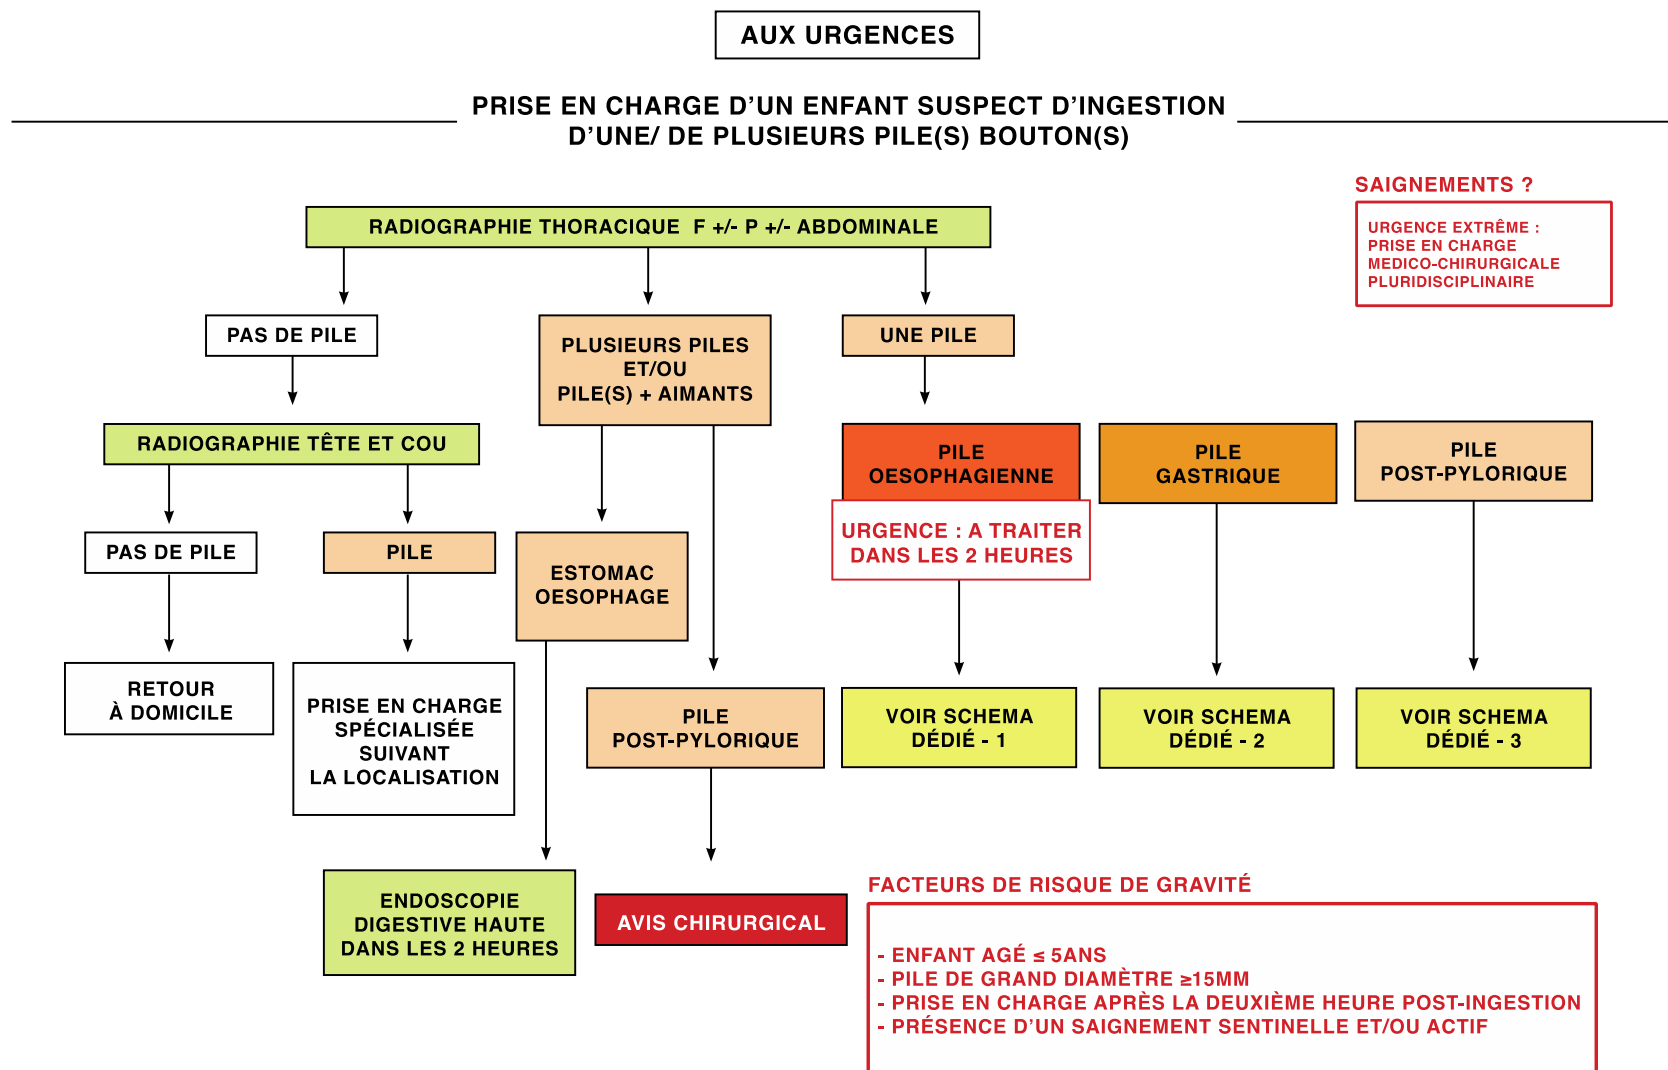 AUX URGENCES
PRISE EN CHARGE D’UN ENFANT SUSPECT D’INGESTION
D’UNE/ DE PLUSIEURS PILE(S) BOUTON(S)
SAIGNEMENTS ?
URGENCE EXTRÊME :
PRISE EN CHARGE
MEDICO-CHIRURGICALE
PLURIDISCIPLINAIRE
RADIOGRAPHIE THORACIQUE F +/- P +/- ABDOMINALE
PAS DE PILE
PLUSIEURS PILES
ET/OU
PILE(S) + AIMANTS
UNE PILE
RADIOGRAPHIE TÊTE ET COU
PILE
OESOPHAGIENNE
URGENCE : A TRAITER
DANS LES 2 HEURES
PILE
GASTRIQUE
PILE
POST-PYLORIQUE
PAS DE PILE
PILE
ESTOMAC
OESOPHAGE
RETOUR
À DOMICILE
PRISE EN CHARGE
SPÉCIALISÉE
SUIVANT
LA LOCALISATION
PILE
POST-PYLORIQUE
VOIR SCHEMA
DÉDIÉ - 1
VOIR SCHEMA
DÉDIÉ - 2
VOIR SCHEMA
DÉDIÉ - 3
ENDOSCOPIE
DIGESTIVE HAUTE
DANS LES 2 HEURES
AVIS CHIRURGICAL
FACTEURS DE RISQUE DE GRAVITÉ
- ENFANT AGÉ ≤ 5ANS
- PILE DE GRAND DIAMÈTRE ≥15MM
- PRISE EN CHARGE APRÈS LA DEUXIÈME HEURE POST-INGESTION
- PRÉSENCE D’UN SAIGNEMENT SENTINELLE ET/OU ACTIF